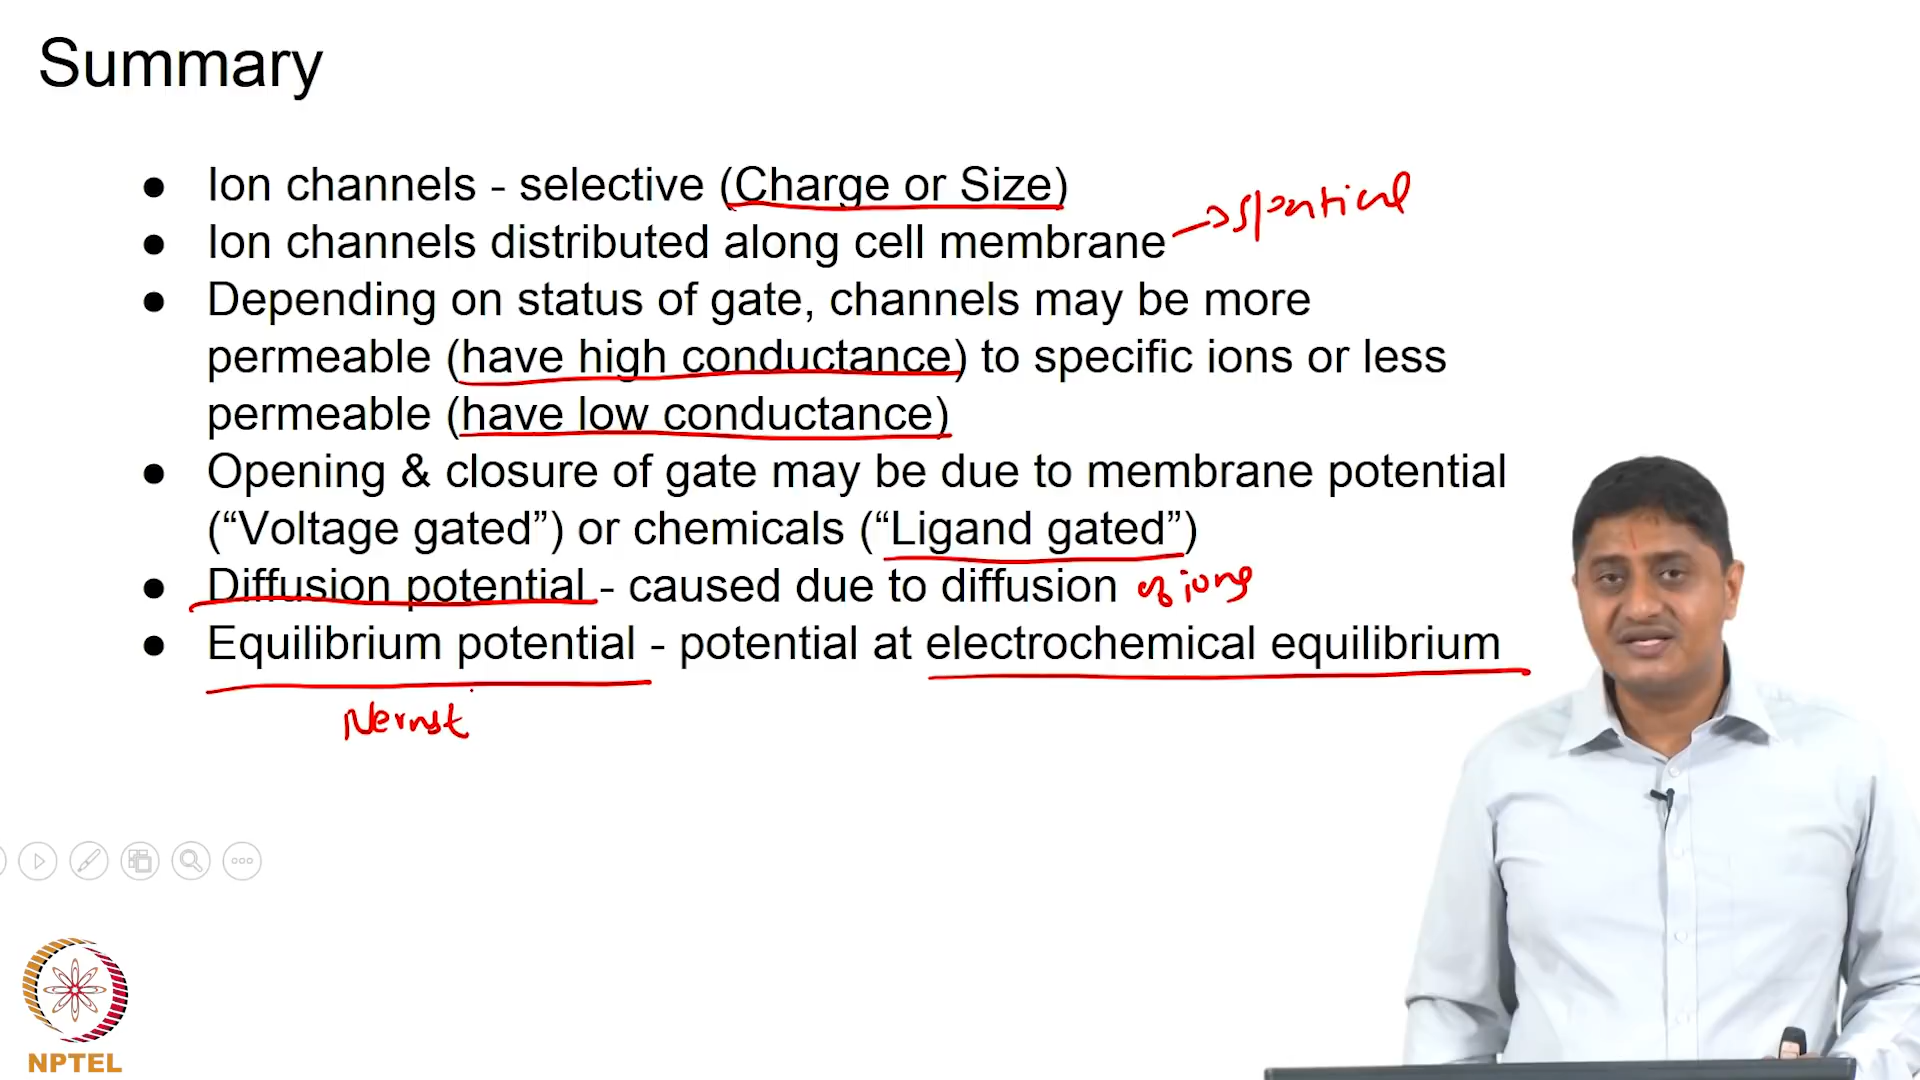 Summary
● Ion channels - selective (Charge or Size)
● Ion channels distributed along cell membrane → spatial
● Depending on status of gate, channels may be more
permeable (have high conductance) to specific ions or less
permeable (have low conductance)
● Opening & closure of gate may be due to membrane potential
(“Voltage gated”) or chemicals (“Ligand gated”)
● Diffusion potential - caused due to diffusion of ions
● Equilibrium potential - potential at electrochemical equilibrium
Nernst
NPTEL